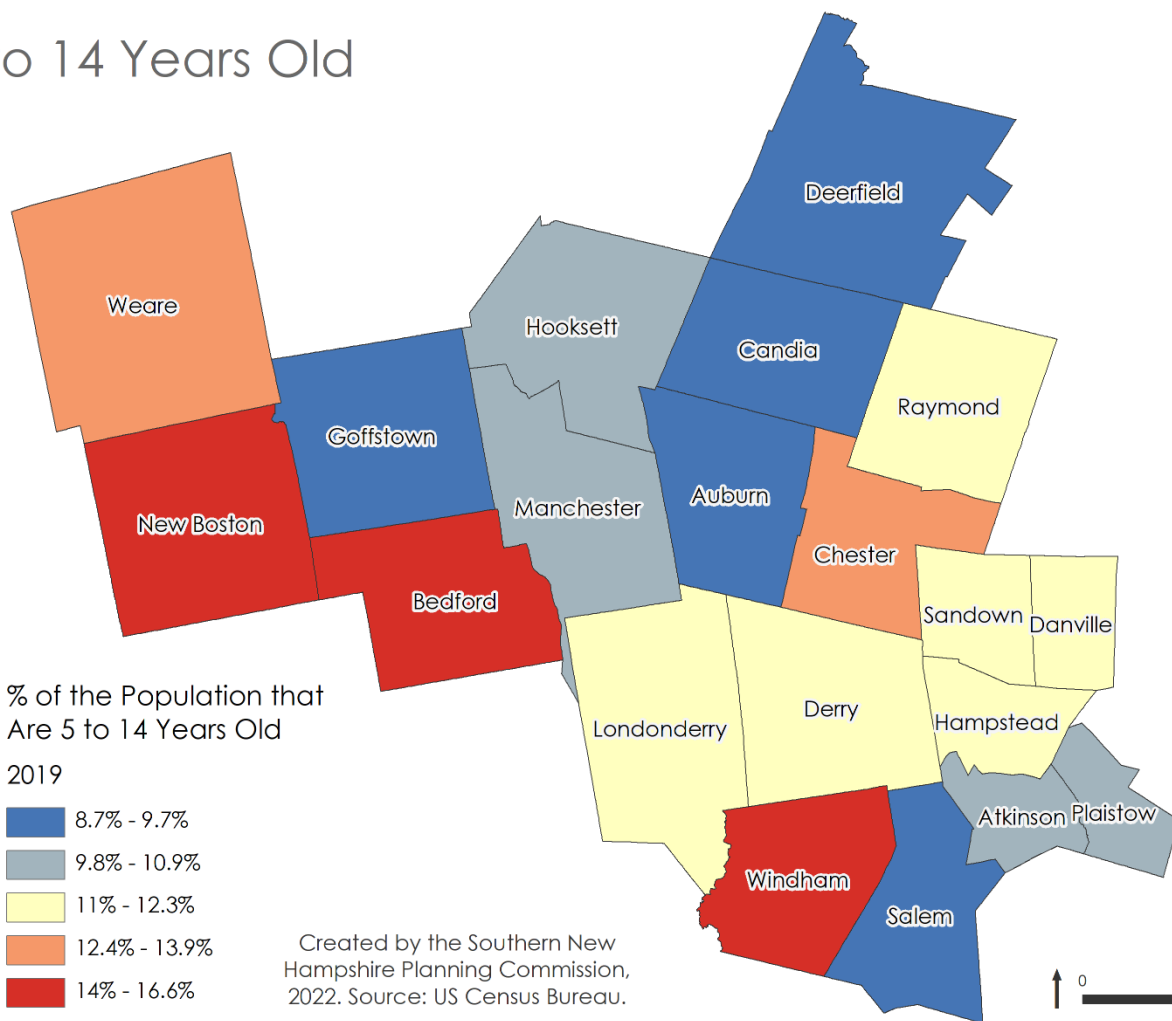 o 14 Years Old
Deerfield
Weare
Hooksett
Candia
Raymond
Goffstown
Auburn
Manchester
New Boston
Chester
Bedford
Sandown
Danville
Londonderry
Derry
Hampstead
Atkinson
Plaistow
Windham
Salem
% of the Population that
Are 5 to 14 Years Old
2019
8.7% - 9.7%
9.8% - 10.9%
11% - 12.3%
12.4% - 13.9%
14% - 16.6%
Created by the Southern New
Hampshire Planning Commission,
2022. Source: US Census Bureau.
0